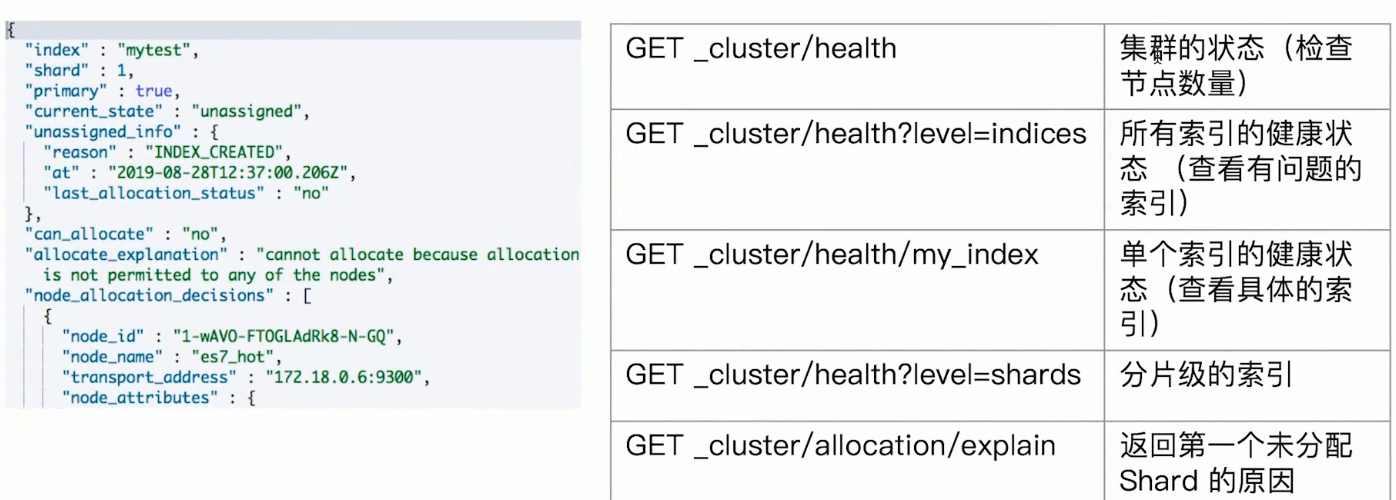 {
"index" : "mytest",
"shard" : 1,
"primary" : true,
"current_state" : "unassigned",
"unassigned_info" : {
"reason" : "INDEX_CREATED",
"at" : "2019-08-28T12:37:00.206Z",
"last_allocation_status" : "no"
},
"can_allocate" : "no",
"allocate_explanation" : "cannot allocate because allocation
is not permitted to any of the nodes",
"node_allocation_decisions" : [
{
"node_id" : "1-wAVO-FTOGLAdRk8-N-GQ",
"node_name" : "es7_hot",
"transport_address" : "172.18.0.6:9300",
"node_attributes" : {
GET _cluster/health
集群的状态（检查
节点数量）
GET _cluster/health?level=indices
所有索引的健康状
态 （查看有问题的
索引）
GET _cluster/health/my_index
单个索引的健康状
态（查看具体的索
引）
GET _cluster/health?level=shards
分片级的索引
GET _cluster/allocation/explain
返回第一个未分配
Shard 的原因